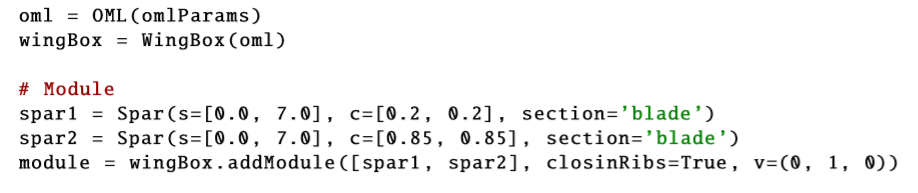 oml = OML(omlParams)
wingBox = WingBox(oml)
# Module
spar1 = Spar(s=[0.0, 7.0], c=[0.2, 0.2], section='blade')
spar2 = Spar(s=[0.0, 7.0], c=[0.85, 0.85], section='blade')
module = wingBox.addModule([spar1, spar2], closinRibs=True, v=(0, 1, 0))